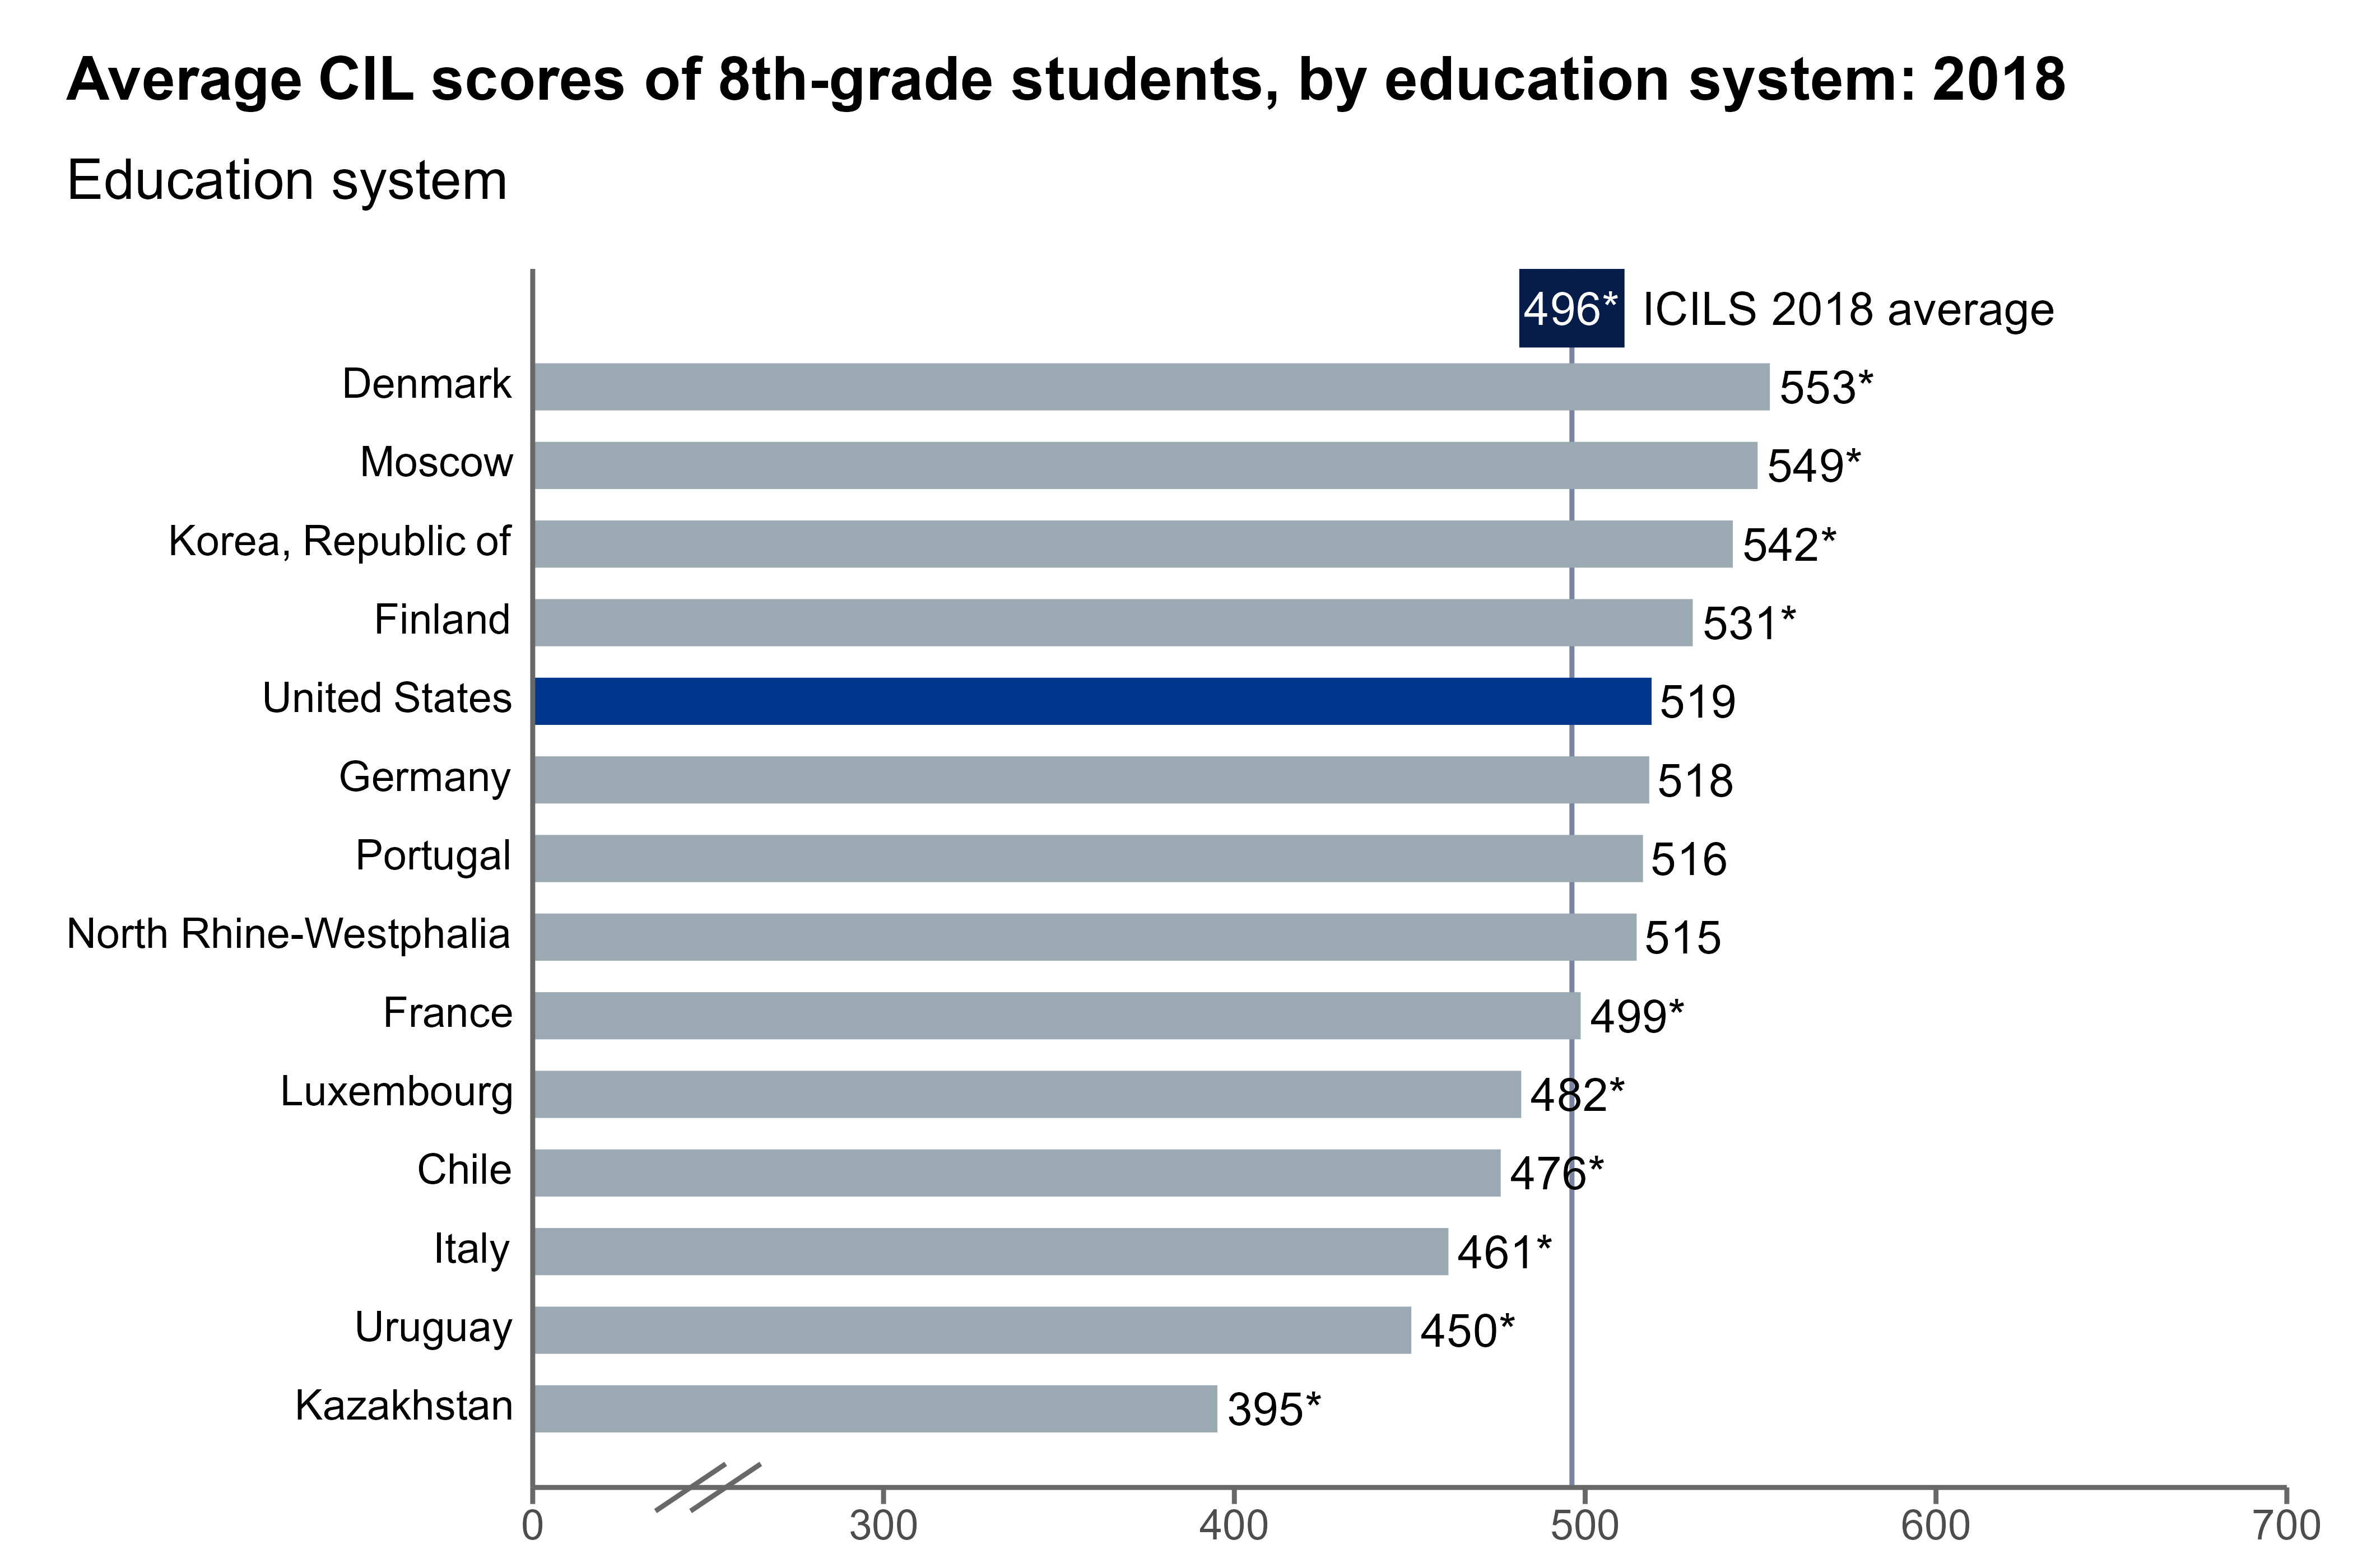 Average CIL scores of 8th-grade students, by education system: 2018
Education system
496* ICILS 2018 average
Denmark 553*
Moscow 549*
Korea, Republic of 542*
Finland 531*
United States 519
Germany 518
Portugal 516
North Rhine-Westphalia 515
France 499*
Luxembourg 482*
Chile 476*
Italy 461*
Uruguay 450*
Kazakhstan 395*
0 300 400 500 600 700